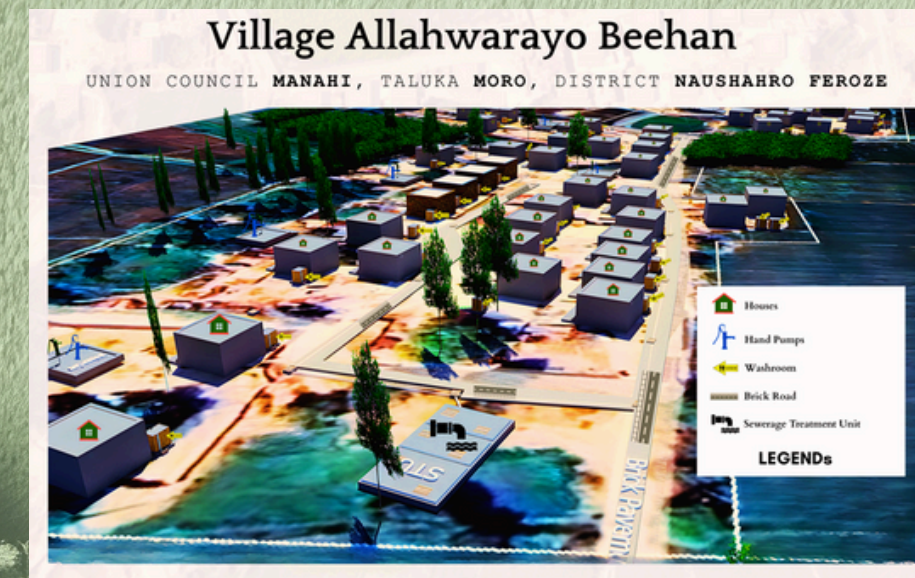 Village Allahwarayo Beehan
UNION COUNCIL MANAHI, TALUKA MORO, DISTRICT NAUSHAHRO FEROZE
Houses
Hand Pumps
Washroom
Brick Road
Sewerage Treatment Unit
LEGENDs
STU
Brick